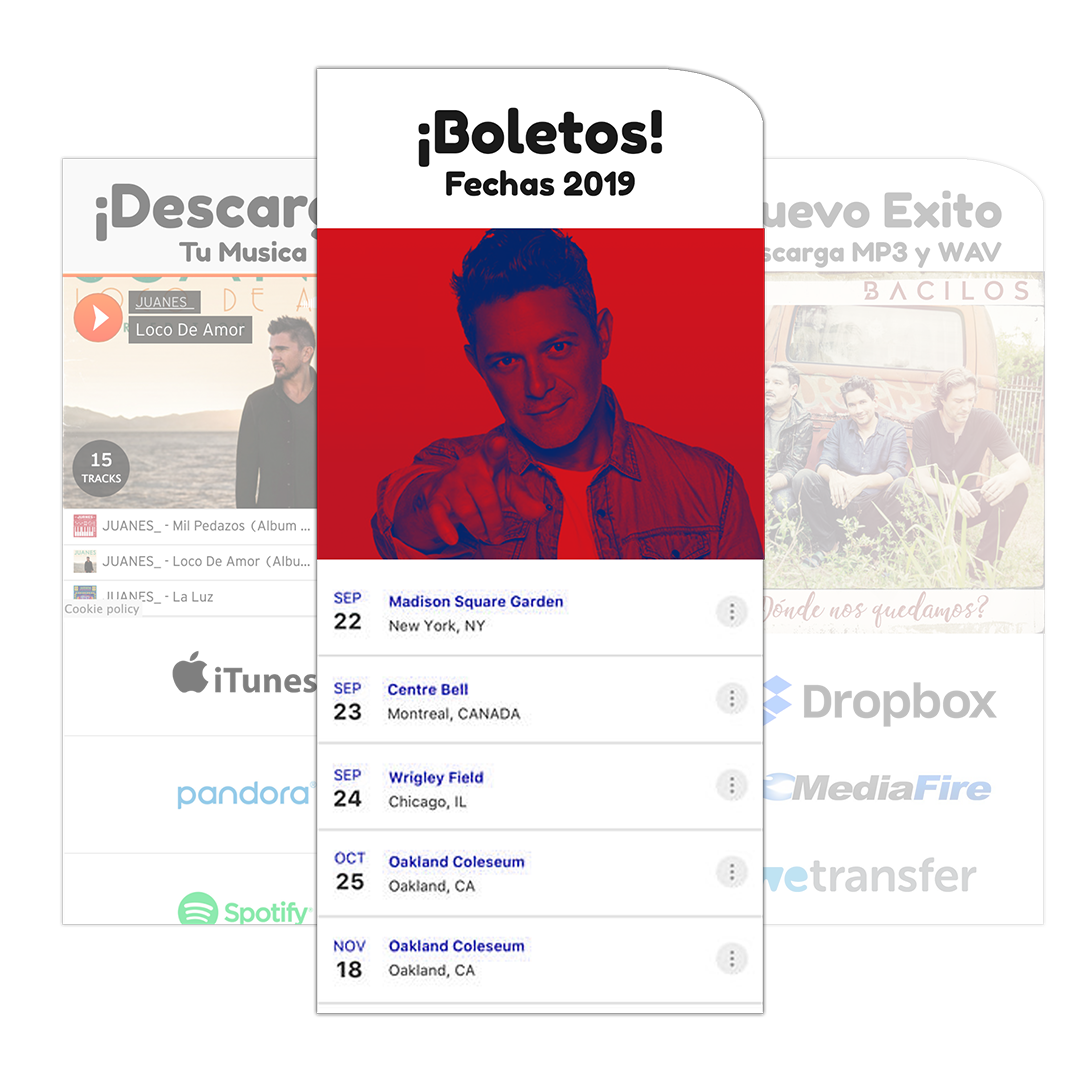 ¡Boletos!
Fechas 2019
SEP
22
Madison Square Garden
New York, NY
SEP
23
Centre Bell
Montreal, CANADA
SEP
24
Wrigley Field
Chicago, IL
OCT
25
Oakland Coleseum
Oakland, CA
NOV
18
Oakland Coleseum
Oakland, CA
¡Descarg
Tu Musica
JUANES_
Loco De Amor
15
TRACKS
JUANES_ - Mil Pedazos (Album ...
JUANES_ - Loco De Amor (Albu...
JUANES_ - La Luz
Cookie policy
iTunes
pandora
Spotify
uevo Exito
scarga MP3 y WAV
BACILOS
¿Dónde nos quedamos?
Dropbox
MediaFire
wetransfer